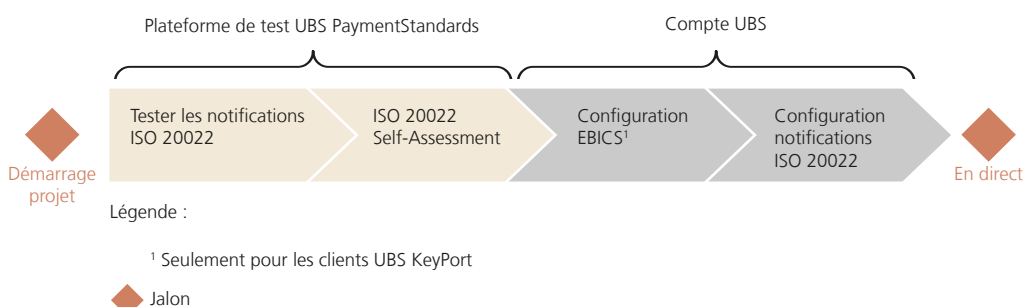 Plateforme de test UBS PaymentStandards
Compte UBS
Tester les notifications
ISO 20022
ISO 20022
Self-Assessment
Configuration
EBICS¹
Configuration
notifications
ISO 20022
Démarrage
projet
En direct
Légende :
¹ Seulement pour les clients UBS KeyPort
Jalon